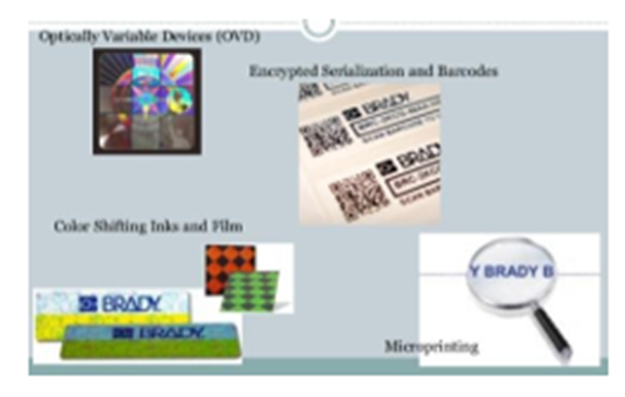 Optically Variable Devices (OVD)
Encrypted Serialization and Barcodes
BRADY
BRADY
Color Shifting Inks and Film
BRADY
BRADY
Y BRADY B
Microprinting